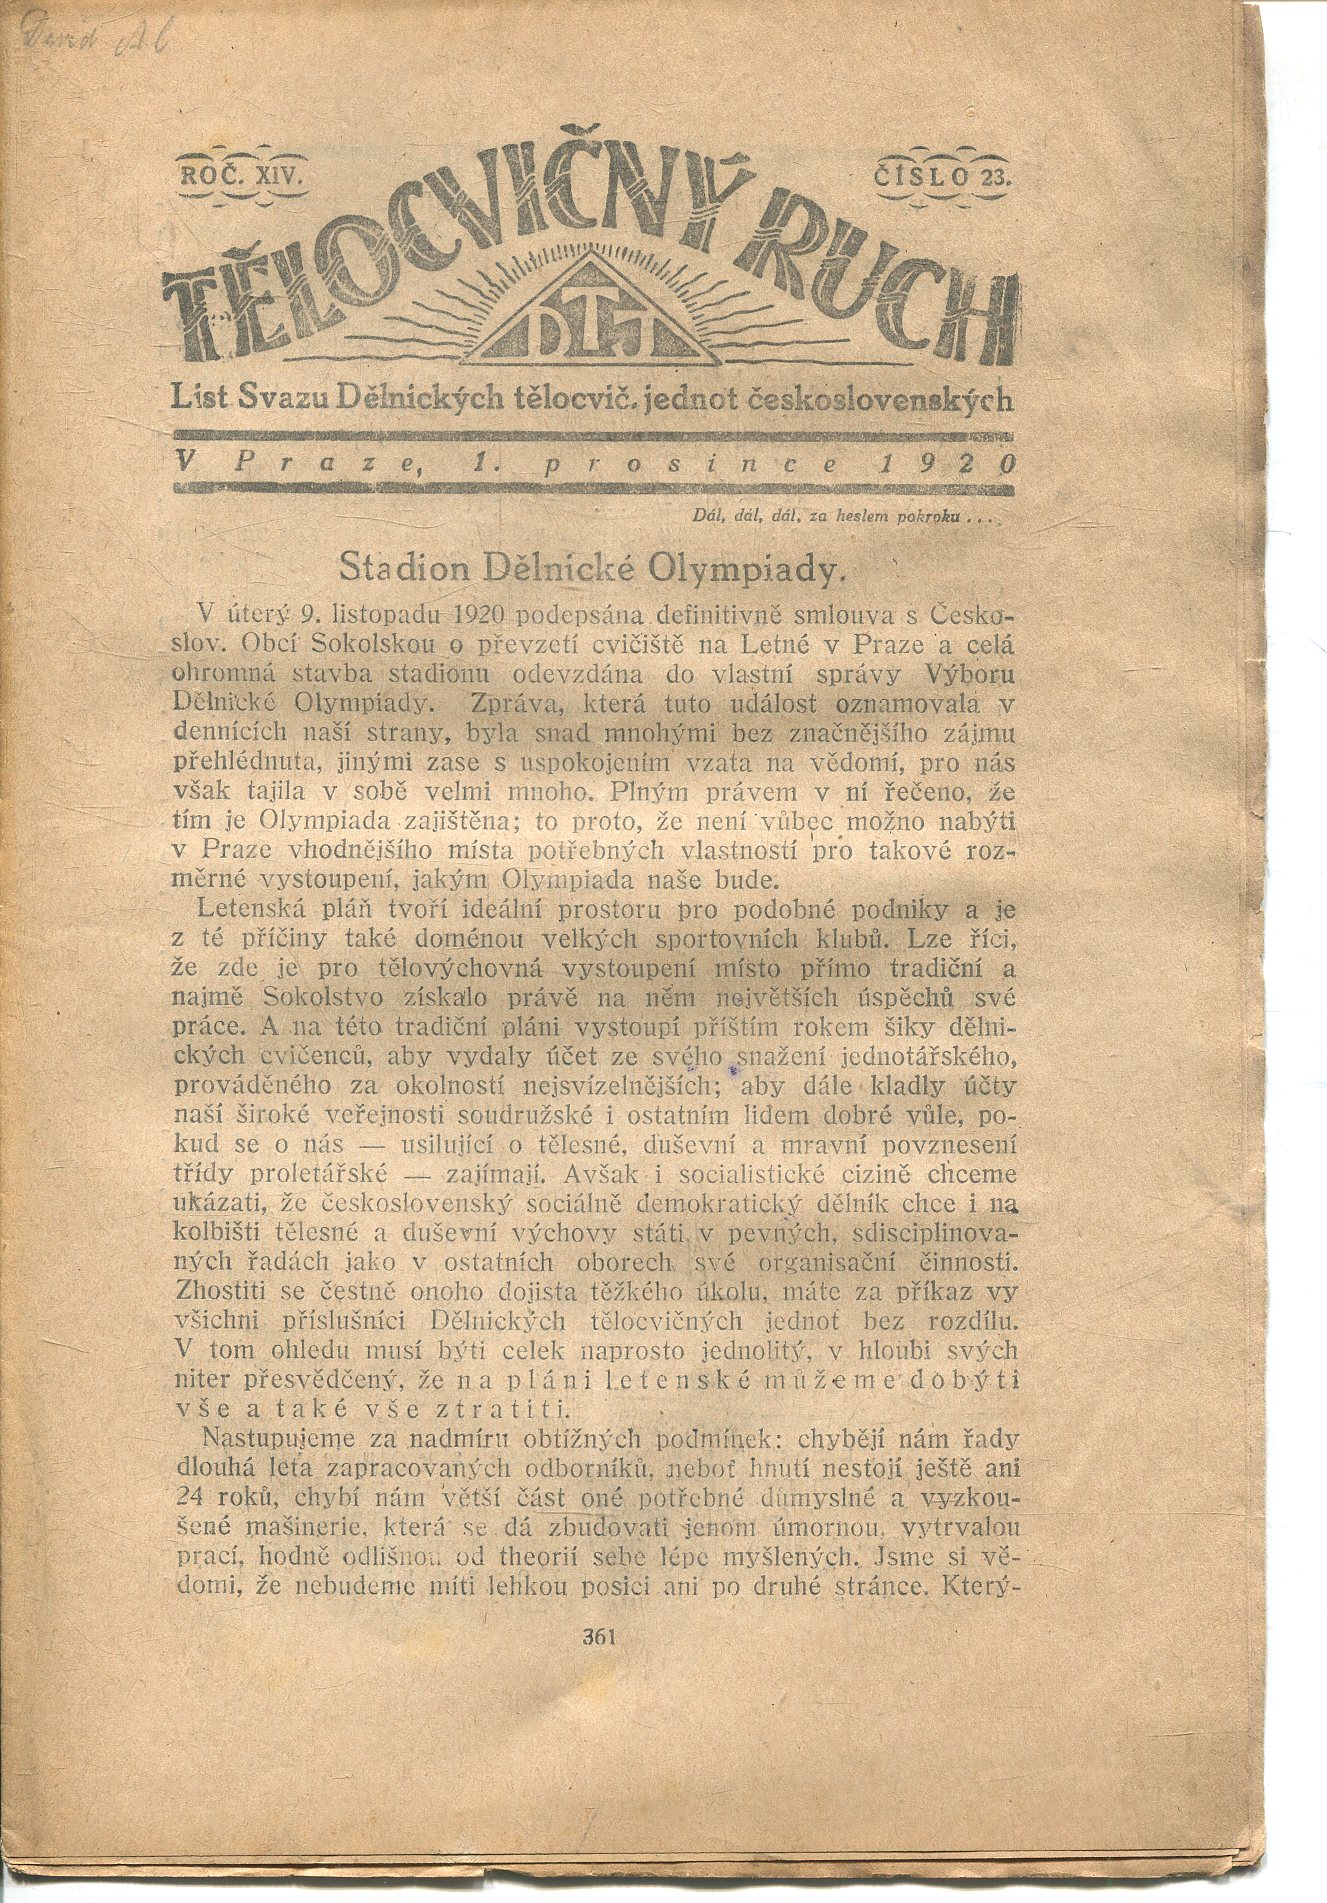 David Al
ROČ. XIV.
ČÍSLO 23.
TĚLOCVIČNÝ RUCH
DTJ
List Svazu Dělnických tělocvič. jednot československých
V Praze, 1. prosince 1920
Dál, dál, dál, za heslem pokroku . . .
Stadion Dělnické Olympiady.
V úterý 9. listopadu 1920 podepsána definitivně smlouva s Česko-
slov. Obcí Sokolskou o převzetí cvičiště na Letné v Praze a celá
ohromná stavba stadionu odevzdána do vlastní správy Výboru
Dělnické Olympiady. Zpráva, která tuto událost oznamovala v
dennících naší strany, byla snad mnohými bez značnějšího zájmu
přehlédnuta, jinými zase s uspokojením vzata na vědomí, pro nás
však tajila v sobě velmi mnoho. Plným právem v ní řečeno, že
tím je Olympiada zajištěna; to proto, že není vůbec možno nabýti
v Praze vhodnějšího místa potřebných vlastností pro takové roz-
měrné vystoupení, jakým Olympiada naše bude.
Letenská pláň tvoří ideální prostoru pro podobné podniky a je
z té příčiny také doménou velkých sportovních klubů. Lze říci,
že zde je pro tělovýchovná vystoupení místo přímo tradiční a
najmě Sokolstvo získalo právě na něm největších úspěchů své
práce. A na této tradiční pláni vystoupí příštím rokem šiky dělni-
ckých cvičenců, aby vydaly účet ze svého snažení jednotářského,
prováděného za okolností nejsvízelnějších; aby dále kladly účty
naší široké veřejnosti soudružské i ostatním lidem dobré vůle, po-
kud se o nás — usilující o tělesné, duševní a mravní povznesení
třídy proletářské — zajímají. Avšak i socialistické cizině chceme
ukázati, že československý sociálně demokratický dělník chce i na
kolbišti tělesné a duševní výchovy státi v pevných, sdisciplinova-
ných řadách jako v ostatních oborech své organisační činnosti.
Zhostiti se čestně onoho dojista těžkého úkolu, máte za příkaz vy
všichni příslušníci Dělnických tělocvičných jednot bez rozdílu.
V tom ohledu musí býti celek naprosto jednolitý, v hloubi svých
niter přesvědčený, že na pláni letenské můžeme dobýti
vše a také vše ztratiti.
Nastupujeme za nadmíru obtížných podmínek: chybějí nám řady
dlouhá léta zapracovaných odborníků, neboť hnutí nestojí ještě ani
24 roků, chybí nám větší část oné potřebné důmyslné a vyzkou-
šené mašinerie, která se dá zbudovati jenom úmornou, vytrvalou
prací, hodně odlišnou od theorií sebe lépe myšlených. Jsme si vě-
domi, že nebudeme míti lehkou posici ani po druhé stránce. Který-
361